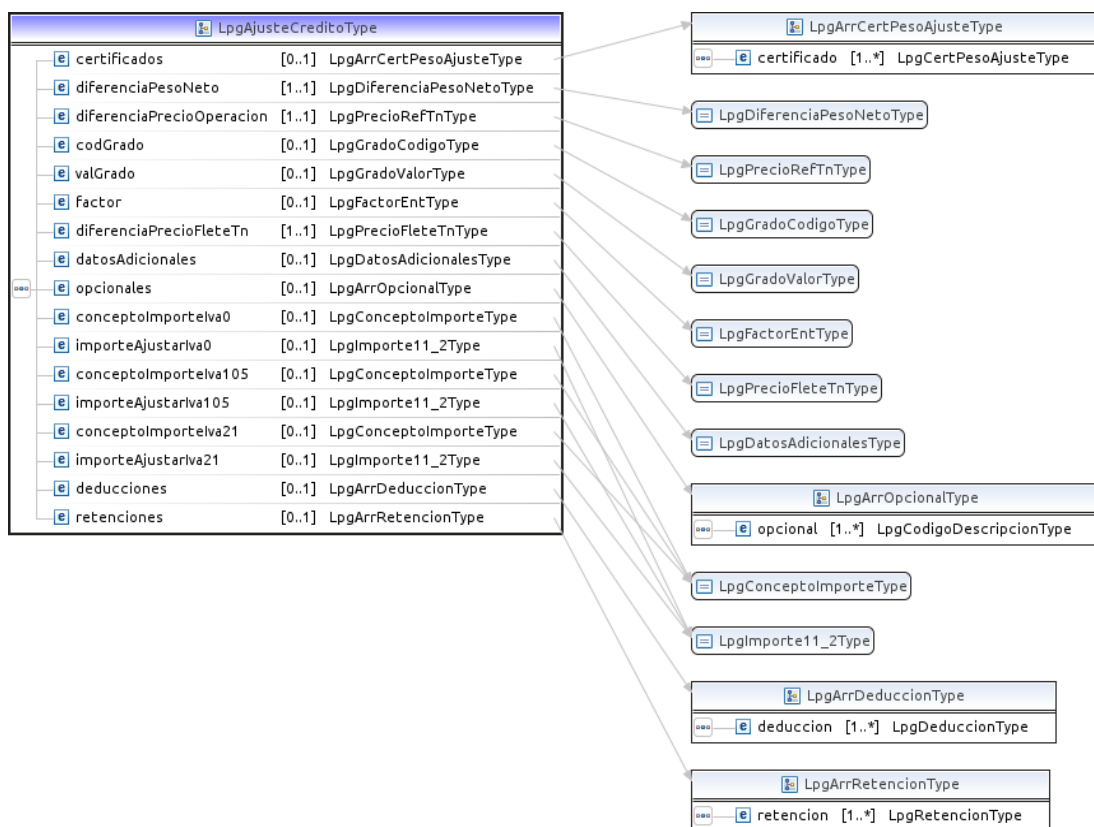 LpgAjusteCreditoType
e certificados [0..1] LpgArrCertPesoAjusteType
e diferenciaPesoNeto [1..1] LpgDiferenciaPesoNetoType
e diferenciaPrecioOperacion [1..1] LpgPrecioRefTnType
e codGrado [0..1] LpgGradoCodigoType
e valGrado [0..1] LpgGradoValorType
e factor [0..1] LpgFactorEntType
e diferenciaPrecioFleteTn [1..1] LpgPrecioFleteTnType
e datosAdicionales [0..1] LpgDatosAdicionalesType
e opcionales [0..1] LpgArrOpcionalType
e conceptoImporteIva0 [0..1] LpgConceptoImporteType
e importeAjustarIva0 [0..1] LpgImporte11_2Type
e conceptoImporteIva105 [0..1] LpgConceptoImporteType
e importeAjustarIva105 [0..1] LpgImporte11_2Type
e conceptoImporteIva21 [0..1] LpgConceptoImporteType
e importeAjustarIva21 [0..1] LpgImporte11_2Type
e deducciones [0..1] LpgArrDeduccionType
e retenciones [0..1] LpgArrRetencionType
LpgArrCertPesoAjusteType
e certificado [1..*] LpgCertPesoAjusteType
LpgDiferenciaPesoNetoType
LpgPrecioRefTnType
LpgGradoCodigoType
LpgGradoValorType
LpgFactorEntType
LpgPrecioFleteTnType
LpgDatosAdicionalesType
LpgArrOpcionalType
e opcional [1..*] LpgCodigoDescripcionType
LpgConceptoImporteType
LpgImporte11_2Type
LpgArrDeduccionType
e deduccion [1..*] LpgDeduccionType
LpgArrRetencionType
e retencion [1..*] LpgRetencionType